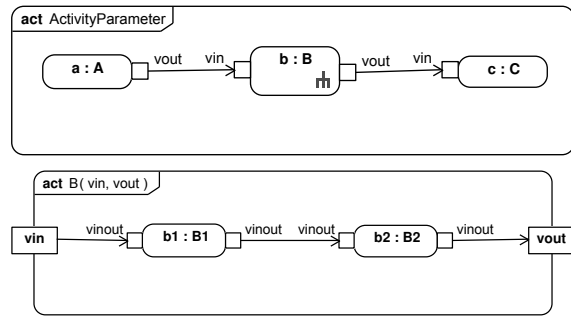 act ActivityParameter
a : A
vout
vin
b : B
vout
vin
c : C
act B( vin, vout )
vin
vinout
b1 : B1
vinout
vinout
b2 : B2
vinout
vout